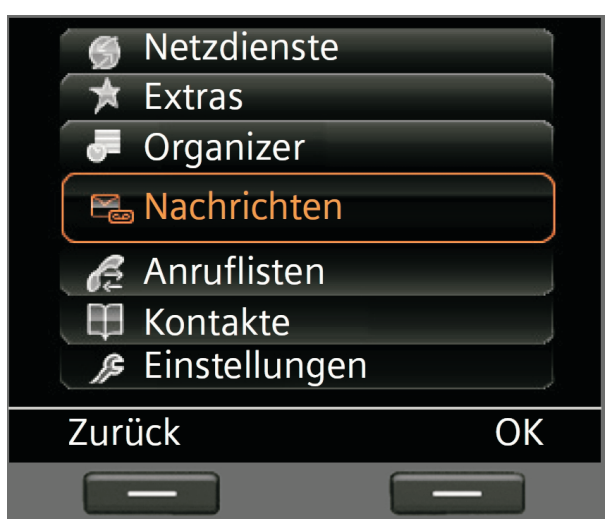 Netzdienste
Extras
Organizer
Nachrichten
Anruflisten
Kontakte
Einstellungen
Zurück OK